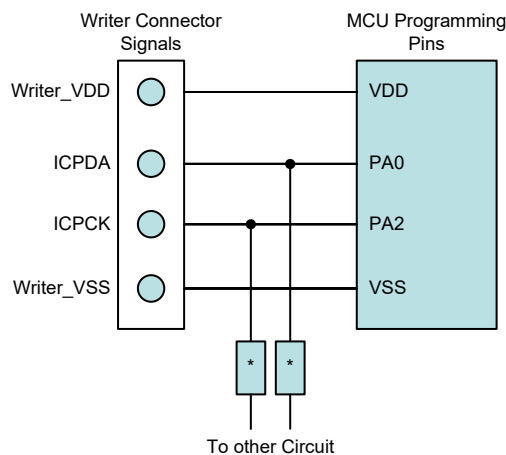 Writer Connector
Signals
MCU Programming
Pins
Writer_VDD
VDD
ICPDA
PA0
ICPCK
PA2
Writer_VSS
VSS
*
*
To other Circuit